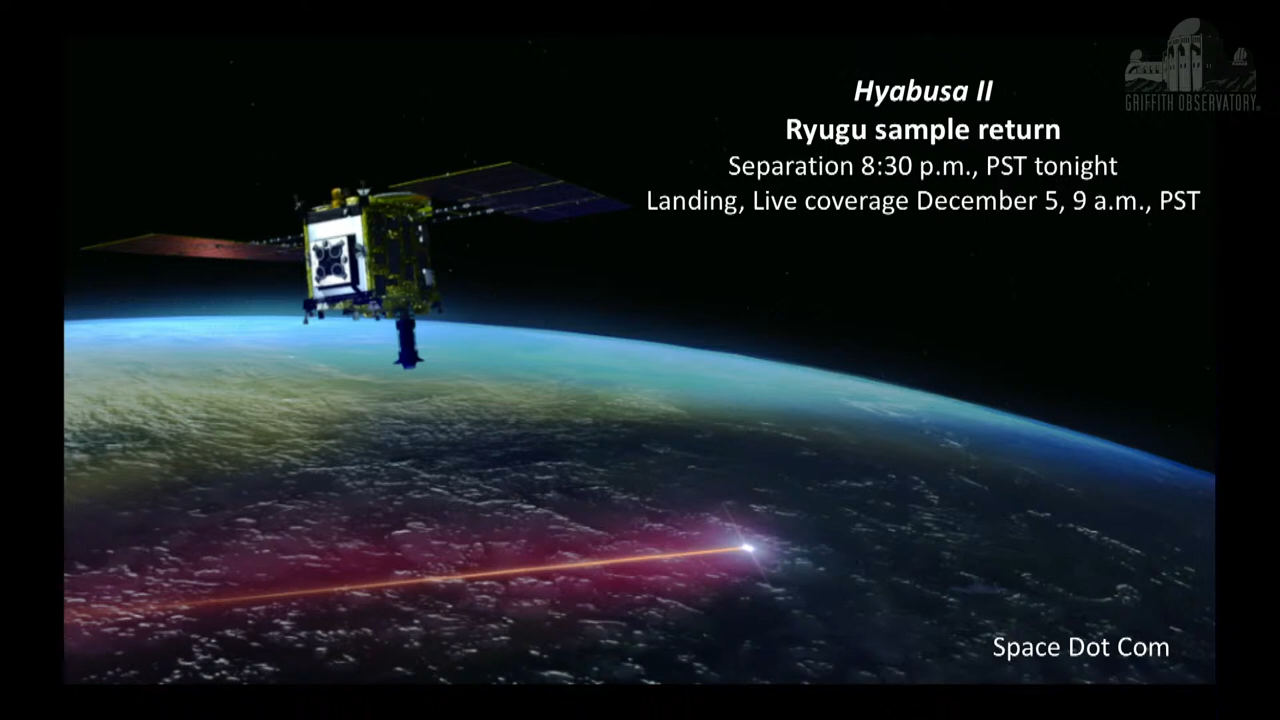 Hyabusa II
Ryugu sample return
Separation 8:30 p.m., PST tonight
Landing, Live coverage December 5, 9 a.m., PST
GRIFFITH OBSERVATORY
Space Dot Com